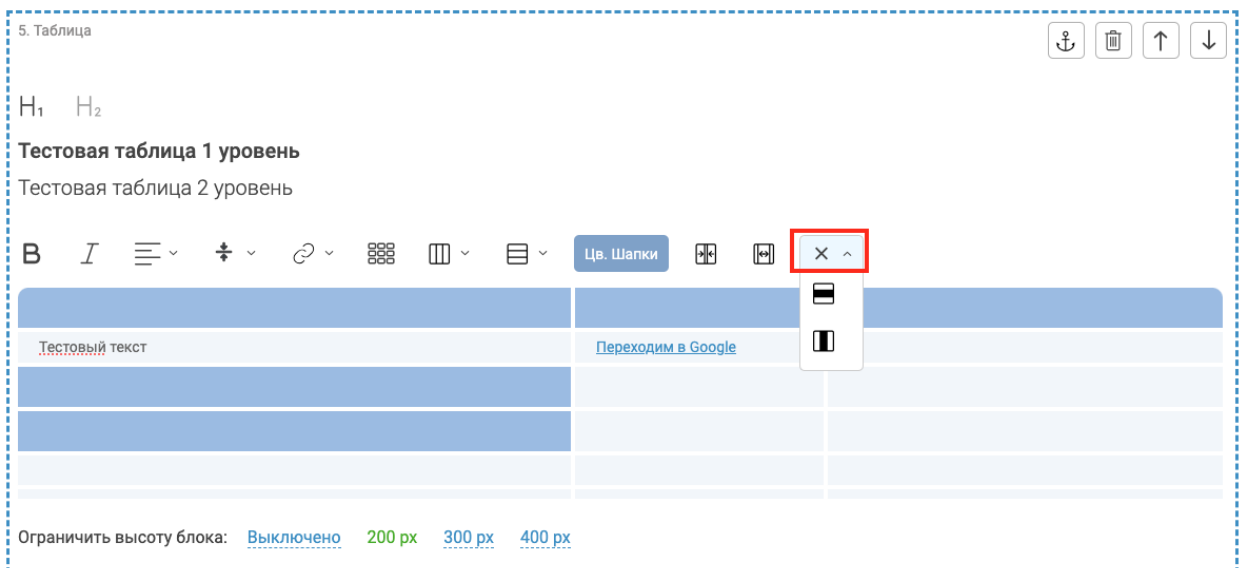 5. Таблица
H1 H2
Тестовая таблица 1 уровень
Тестовая таблица 2 уровень
B I Цв. Шапки
Тестовый текст Переходим в Google
Ограничить высоту блока: Выключено 200 px 300 px 400 px